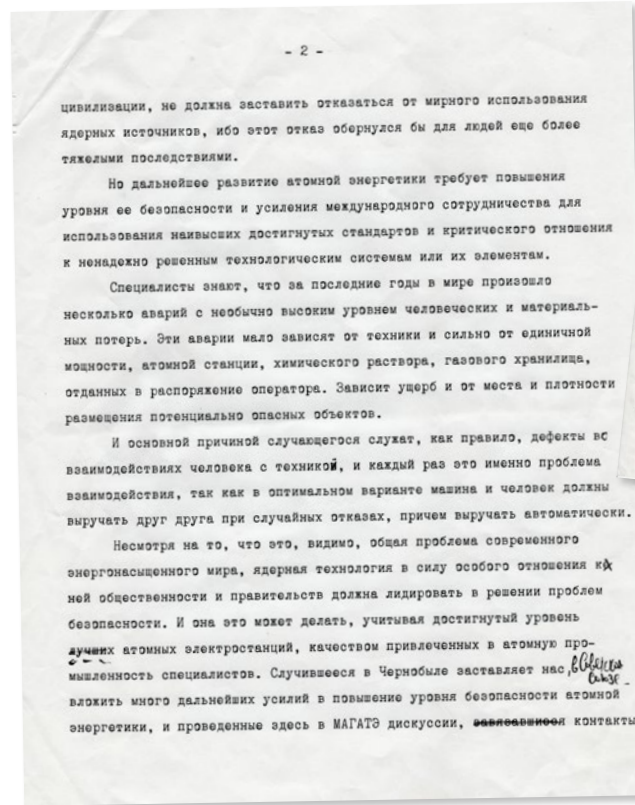 - 2 -
цивилизации, не должна заставить отказаться от мирного использования
ядерных источников, ибо этот отказ обернулся бы для людей еще более
тяжелыми последствиями.
Но дальнейшее развитие атомной энергетики требует повышения
уровня ее безопасности и усиления международного сотрудничества для
использования наивысших достигнутых стандартов и критического отношения
к ненадежно решенным технологическим системам или их элементам.
Специалисты знают, что за последние годы в мире произошло
несколько аварий с необычно высоким уровнем человеческих и материаль-
ных потерь. Эти аварии мало зависят от техники и сильно от единичной
мощности, атомной станции, химического раствора, газового хранилища,
отданных в распоряжение оператора. Зависит ущерб и от места и плотности
размещения потенциально опасных объектов.
И основной причиной случающегося служат, как правило, дефекты во
взаимодействиях человека с техникой, и каждый раз это именно проблема
взаимодействия, так как в оптимальном варианте машина и человек должны
выручать друг друга при случайных отказах, причем выручать автоматически.
Несмотря на то, что это, видимо, общая проблема современного
энергонасыщенного мира, ядерная технология в силу особого отношения к
ней общественности и правительств должна лидировать в решении проблем
безопасности. И она это может делать, учитывая достигнутый уровень
лучших атомных электростанций, качеством привлеченных в атомную про-
мышленность специалистов. Случившееся в Чернобыле заставляет нас, в Советском Союзе
вложить много дальнейших усилий в повышение уровня безопасности атомной
энергетики, и проведенные здесь в МАГАТЭ дискуссии, завязавшиеся контакты